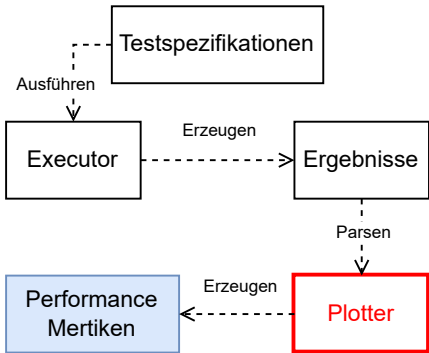 Testspezifikationen
Ausführen
Erzeugen
Executor
Ergebnisse
Parsen
Erzeugen
Performance
Mertiken
Plotter